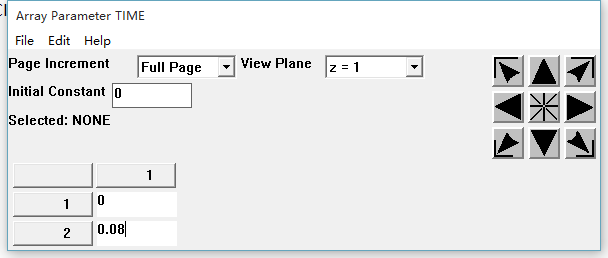 Array Parameter TIME
File Edit Help
Page Increment Full Page View Plane z = 1
Initial Constant 0
Selected: NONE
1
1 0
2 0.08